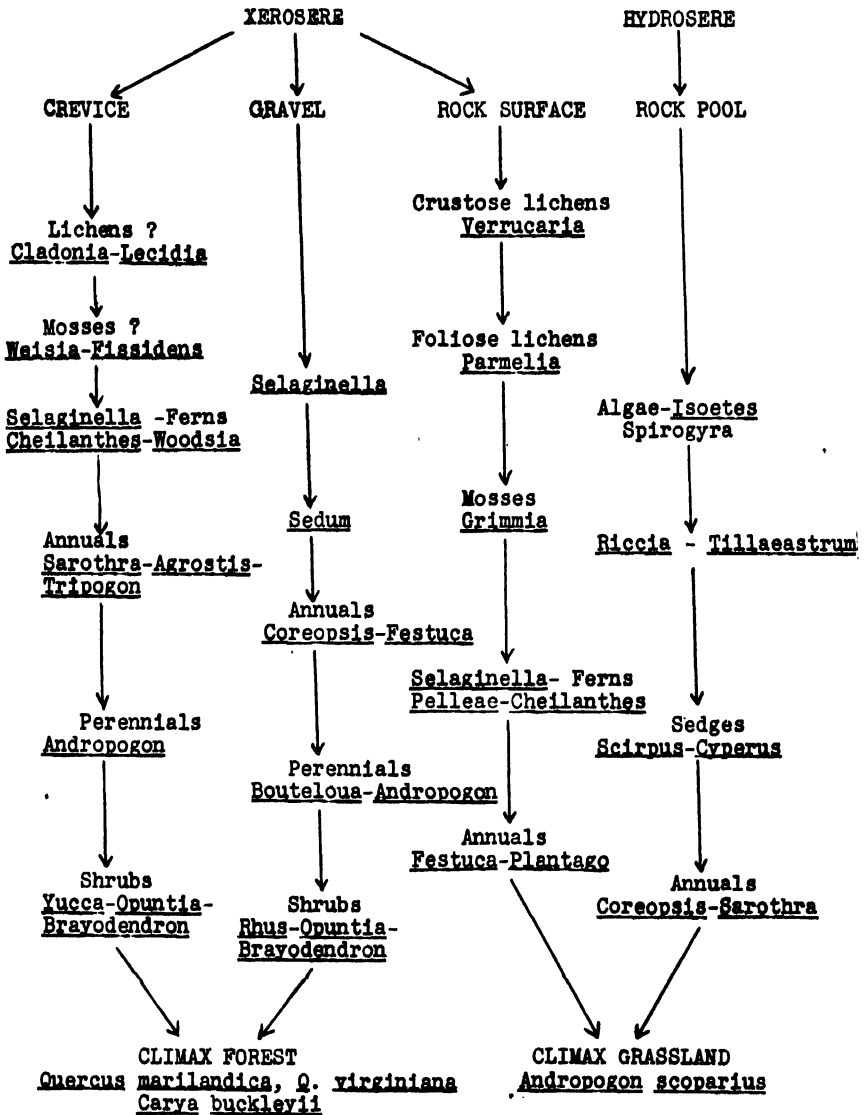 XEROSERE
HYDROSERE
CREVICE
GRAVEL
ROCK SURFACE
ROCK POOL
Lichens ?
Cladonia-Lecidia
Mosses ?
Weisia-Fissidens
Selaginella -Ferns
Cheilanthes-Woodsia
Annuals
Sarothra-Agrostis-
Tripogon
Perennials
Andropogon
Shrubs
Yucca-Opuntia-
Brayodendron
Selaginella
Sedum
Annuals
Coreopsis-Festuca
Perennials
Bouteloua-Andropogon
Shrubs
Rhus-Opuntia-
Brayodendron
Crustose lichens
Verrucaria
Foliose lichens
Parmelia
Mosses
Grimmia
Selaginella- Ferns
Pelleae-Cheilanthes
Annuals
Festuca-Plantago
Algae-Isoetes
Spirogyra
Riccia - Tillaeastrum
Sedges
Scirpus-Cyperus
Annuals
Coreopsis-Sarothra
CLIMAX FOREST
Quercus marilandica, Q. virginiana
Carya buckleyii
CLIMAX GRASSLAND
Andropogon scoparius